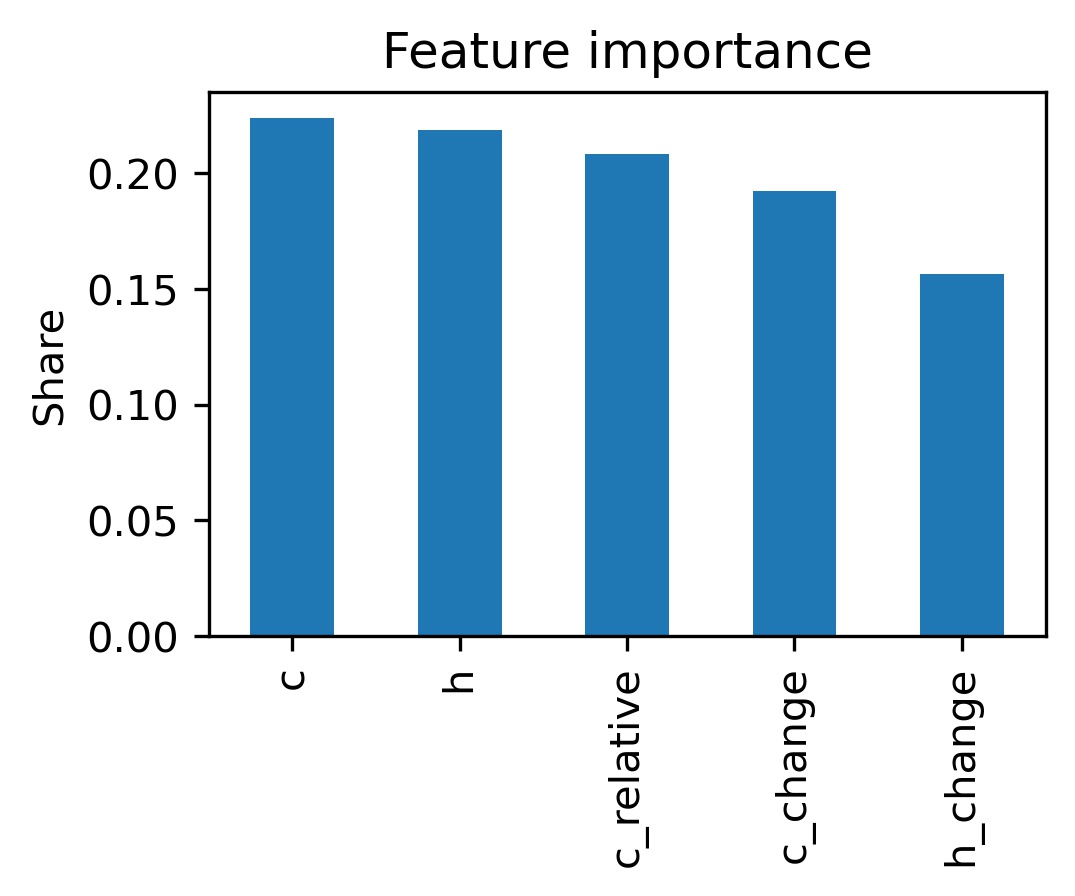 Feature importance
Share
0.20
0.15
0.10
0.05
0.00
c
h
c_relative
c_change
h_change